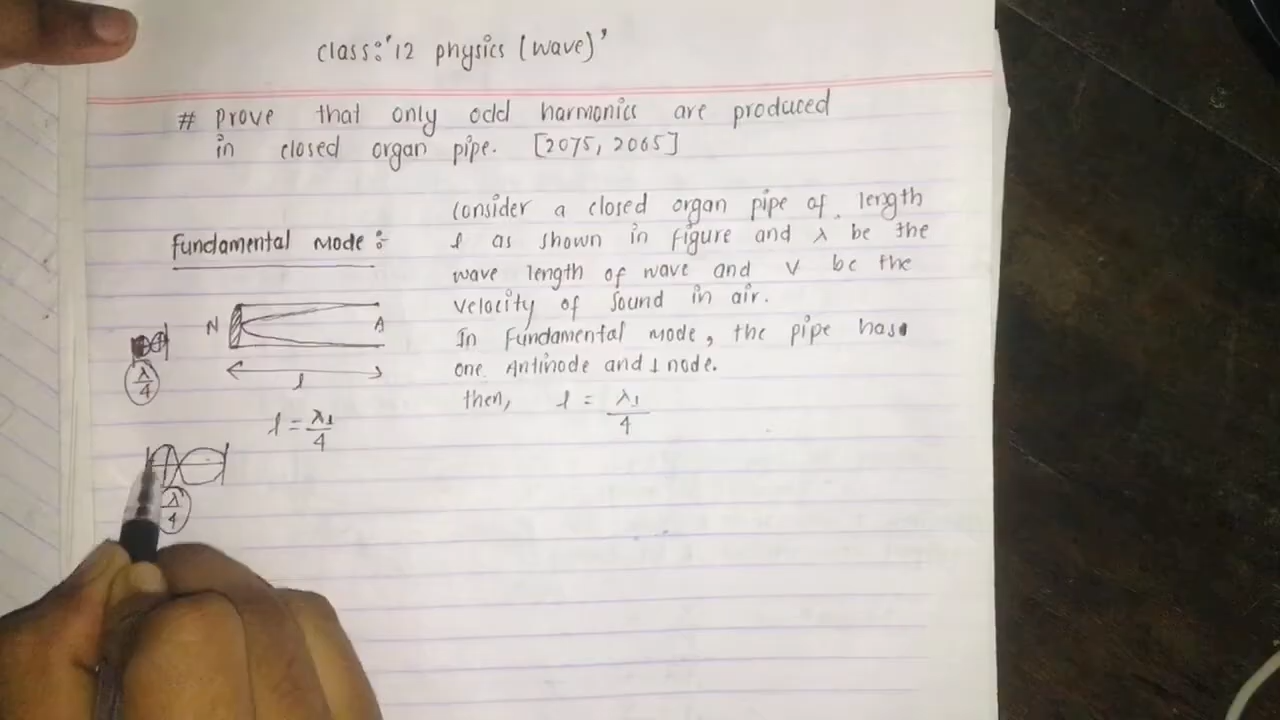 class:'12 physics (wave)'
# prove that only odd harmonics are produced
in closed organ pipe. [2075, 2065]
Consider a closed organ pipe of length
l as shown in figure and λ be the
wave length of wave and v be the
velocity of sound in air.
In Fundamental mode, the pipe has
one Antinode and 1 node.
then, l = λ1/4
Fundamental Mode:-
N A
l
λ/4
l = λ1/4
λ/4